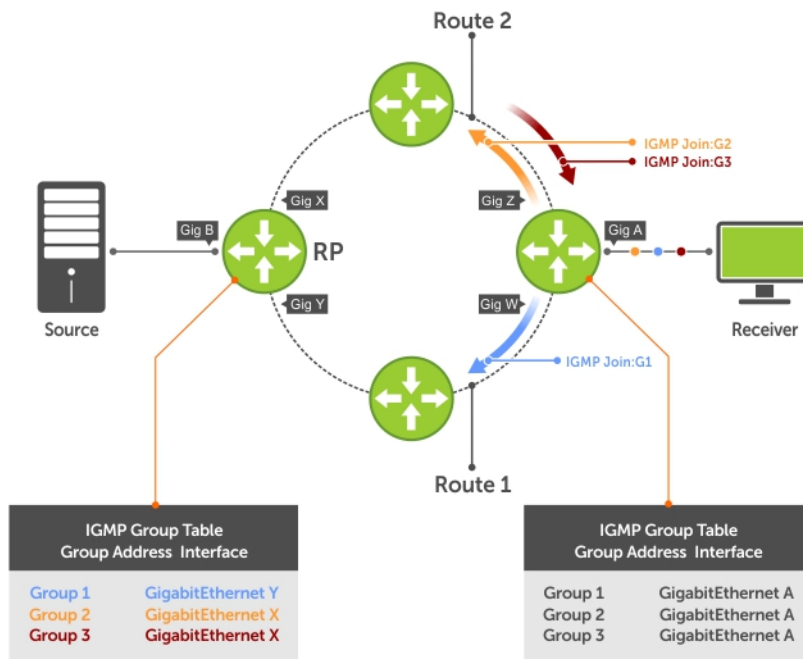 Route 2
IGMP Join:G2
IGMP Join:G3
Gig X
Gig Z
Gig B
Gig A
RP
Gig Y
Gig W
Source
Receiver
IGMP Join:G1
Route 1
IGMP Group Table
Group Address Interface
Group 1 GigabitEthernet Y
Group 2 GigabitEthernet X
Group 3 GigabitEthernet X
IGMP Group Table
Group Address Interface
Group 1 GigabitEthernet A
Group 2 GigabitEthernet A
Group 3 GigabitEthernet A